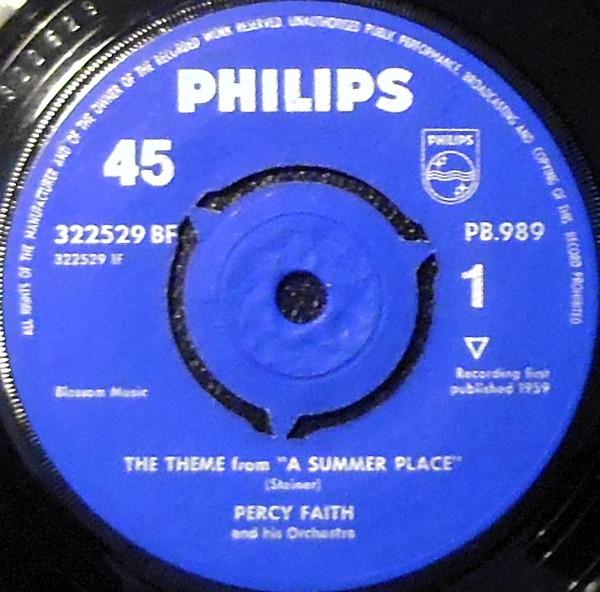 ALL RIGHTS OF THE MANUFACTURER AND OF THE OWNER OF THE RECORDED WORK RESERVED. UNAUTHORISED PUBLIC PERFORMANCE, BROADCASTING AND COPYING OF THIS RECORD PROHIBITED
PHILIPS
45
PHILIPS
322529 BF
PB.989
322529 1F
1
Recording first
Blossom Music
published 1959
THE THEME from "A SUMMER PLACE"
(Steiner)
PERCY FAITH
and his Orchestra